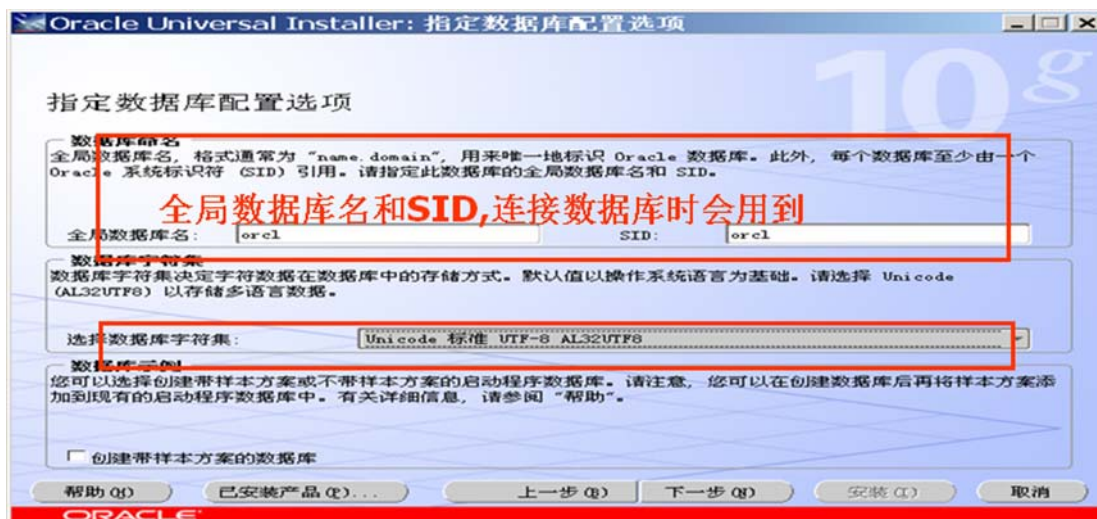 Oracle Universal Installer: 指定数据库配置选项
10g
指定数据库配置选项
数据库命名
全局数据库名, 格式通常为 "name.domain", 用来唯一地标识 Oracle 数据库。此外, 每个数据库至少由一个
Oracle 系统标识符 (SID) 引用。请指定此数据库的全局数据库名和 SID。
全局数据库名和SID,连接数据库时会用到
全局数据库名: orcl SID: orcl
数据库字符集
数据库字符集决定字符数据在数据库中的存储方式。默认值以操作系统语言为基础。请选择 Unicode
(AL32UTF8) 以存储多语言数据。
选择数据库字符集: Unicode 标准 UTF-8 AL32UTF8
数据库示例
您可以选择创建带样本方案或不带样本方案的启动程序数据库。请注意, 您可以在创建数据库后再将样本方案添
加到现有的启动程序数据库中。有关详细信息, 请参阅 "帮助"。
创建带样本方案的数据库
帮助(H) 已安装产品(P)... 上一步(B) 下一步(N) 安装(I) 取消
ORACLE